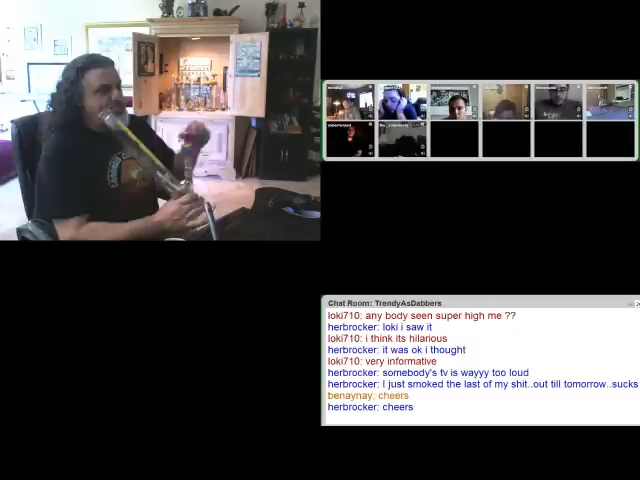 Chat Room: TrendyAsDabbers
loki710: any body seen super high me ??
herbrocker: loki i saw it
loki710: i think its hilarious
herbrocker: it was ok i thought
loki710: very informative
herbrocker: somebody's tv is wayyy too loud
herbrocker: I just smoked the last of my shit..out till tomorrow..sucks
benaynay: cheers
herbrocker: cheers